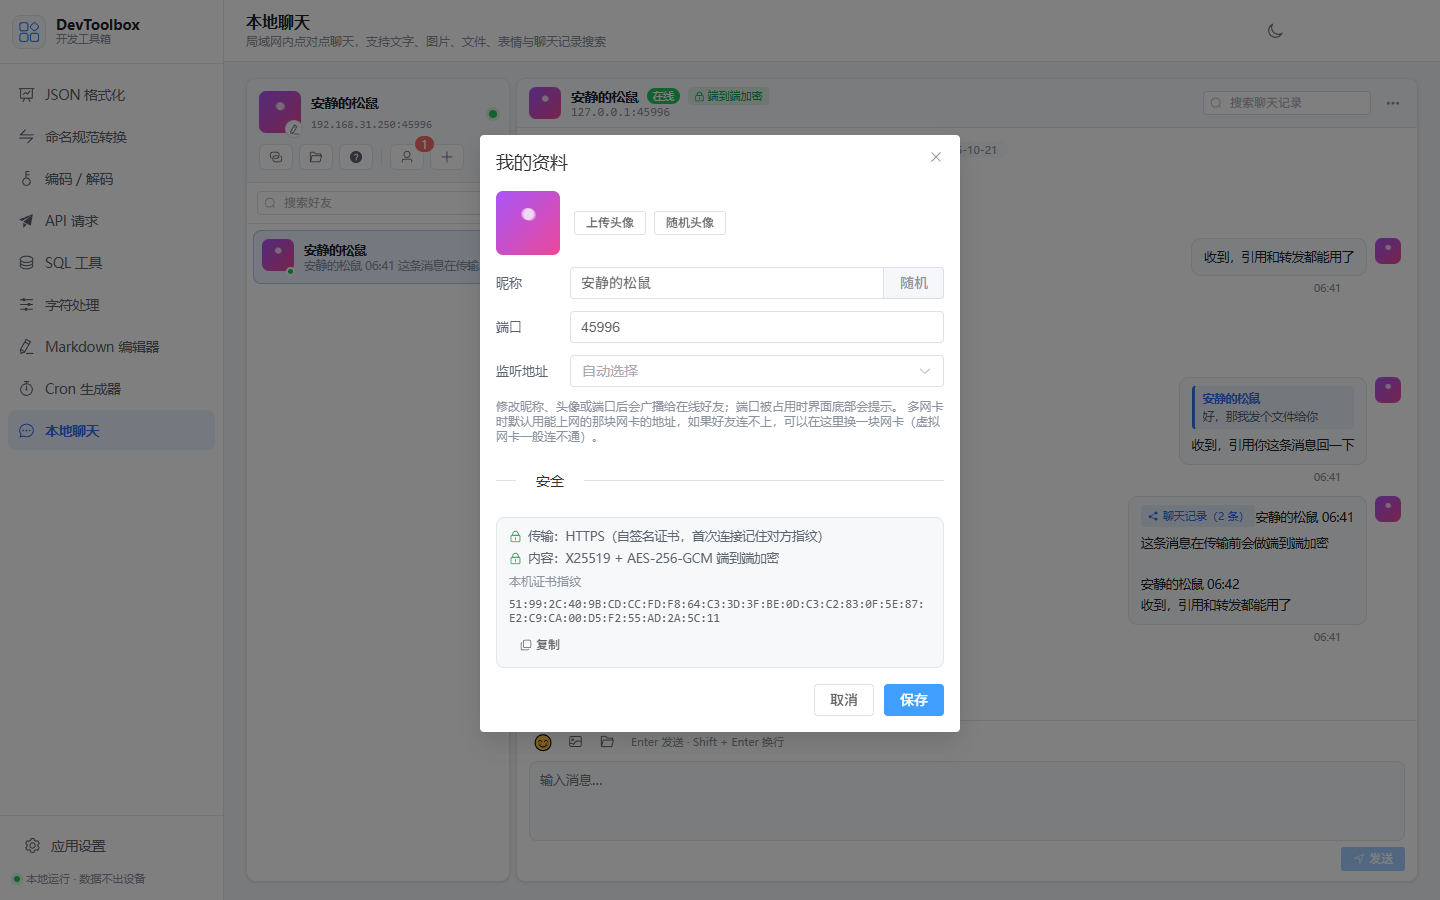 DevToolbox
开发工具箱
JSON 格式化
命名规范转换
编码 / 解码
API 请求
SQL 工具
字符处理
Markdown 编辑器
Cron 生成器
本地聊天
应用设置
本地运行 · 数据不出设备
本地聊天
局域网内点对点聊天，支持文字、图片、文件、表情与聊天记录搜索
安静的松鼠
192.168.31.250:45996
1
搜索好友
安静的松鼠
安静的松鼠 06:41 这条消息在传输
安静的松鼠 在线 端到端加密
127.0.0.1:45996
搜索聊天记录
-10-21
收到，引用和转发都能用了
06:41
安静的松鼠
好，那我发个文件给你
收到，引用你这条消息回一下
06:41
聊天记录（2 条） 安静的松鼠 06:41
这条消息在传输前会做端到端加密
安静的松鼠 06:42
收到，引用和转发都能用了
06:41
Enter 发送 · Shift + Enter 换行
输入消息...
发送
我的资料
上传头像 随机头像
昵称 安静的松鼠 随机
端口 45996
监听地址 自动选择
修改昵称、头像或端口后会广播给在线好友；端口被占用时界面底部会提示。 多网卡
时默认用能上网的那块网卡的地址，如果好友连不上，可以在这里换一块网卡（虚拟
网卡一般连不通）。
安全
传输：HTTPS（自签名证书，首次连接记住对方指纹）
内容：X25519 + AES-256-GCM 端到端加密
本机证书指纹
51:99:2C:40:9B:CD:CC:FD:F8:64:C3:3D:3F:BE:0D:C3:C2:83:0F:5E:87:
E2:C9:CA:00:D5:F2:55:AD:2A:5C:11
复制
取消 保存